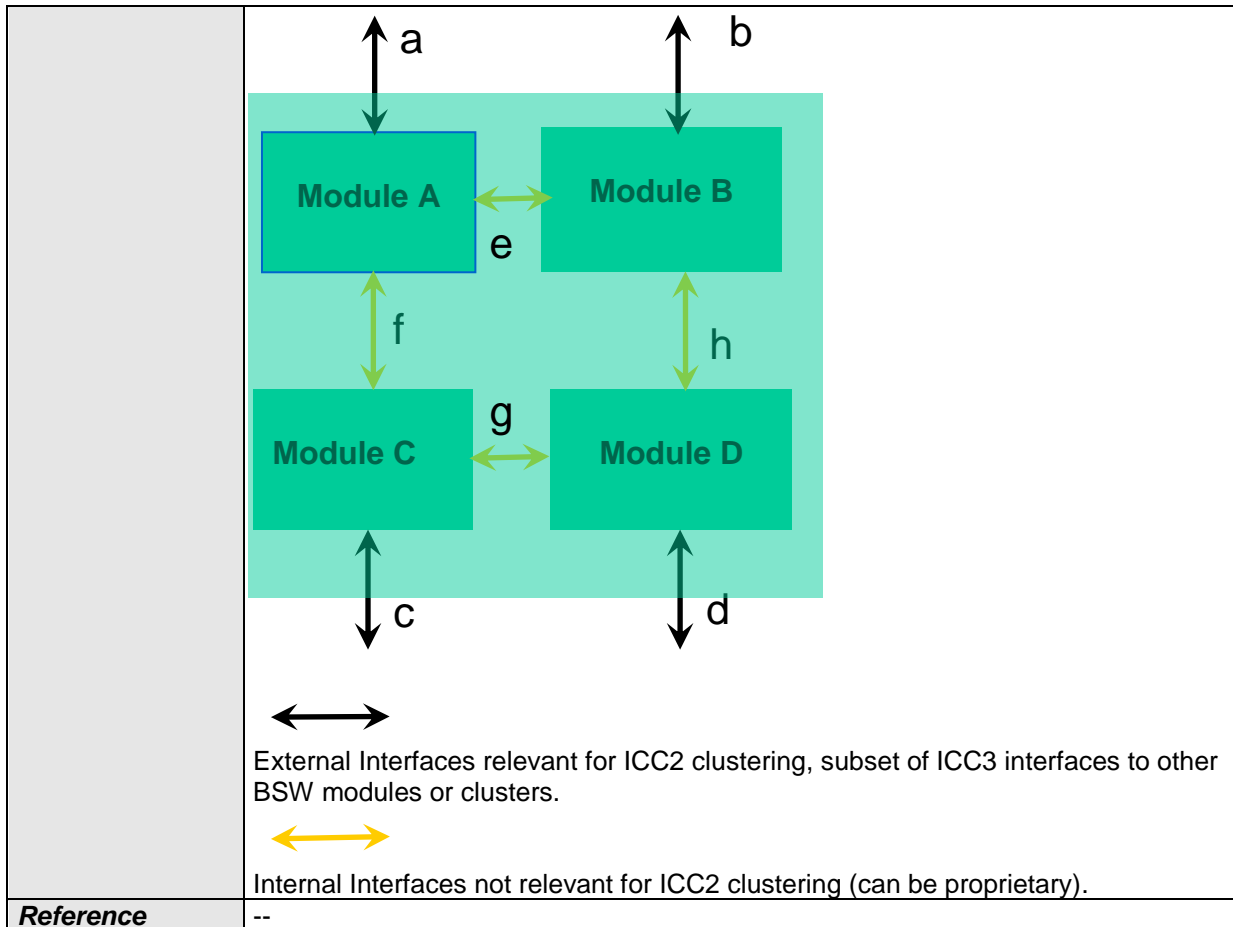 a
b
Module A
Module B
e
f
h
g
Module C
Module D
c
d
External Interfaces relevant for ICC2 clustering, subset of ICC3 interfaces to other
BSW modules or clusters.
Internal Interfaces not relevant for ICC2 clustering (can be proprietary).
Reference
--